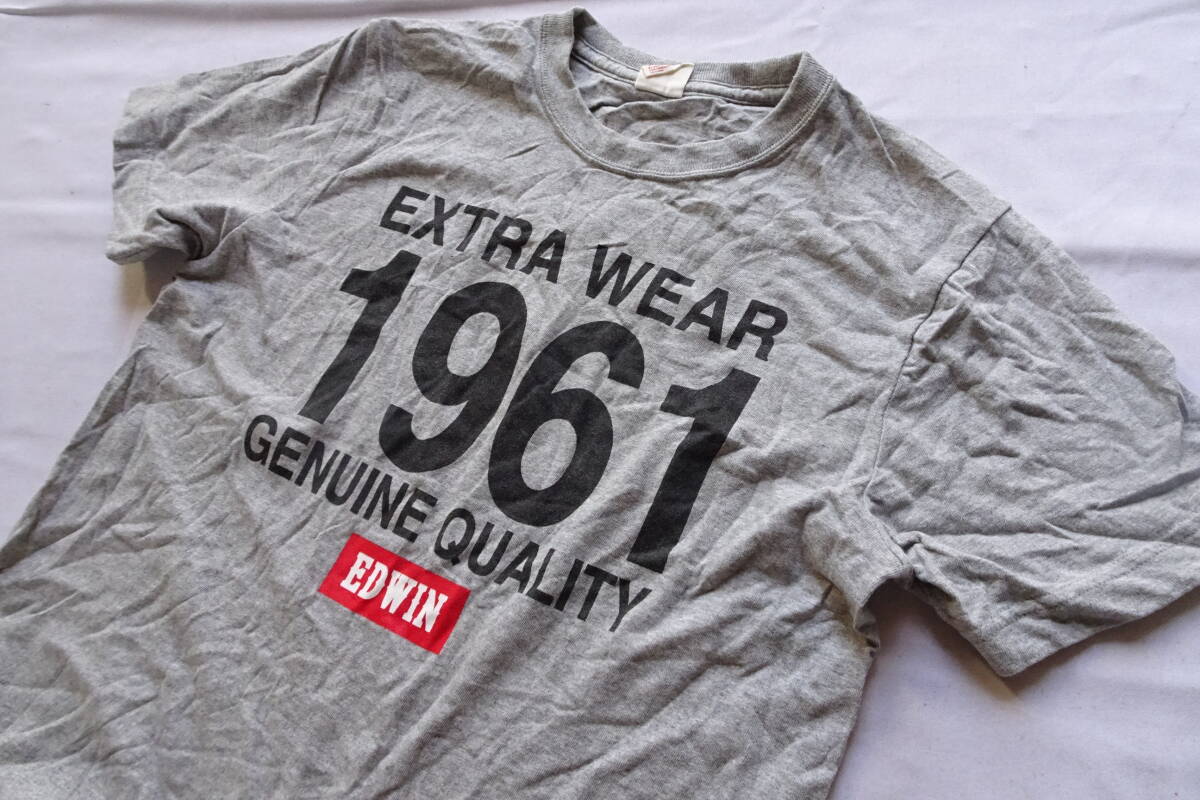 EXTRA WEAR
1961
GENUINE QUALITY
EDWIN